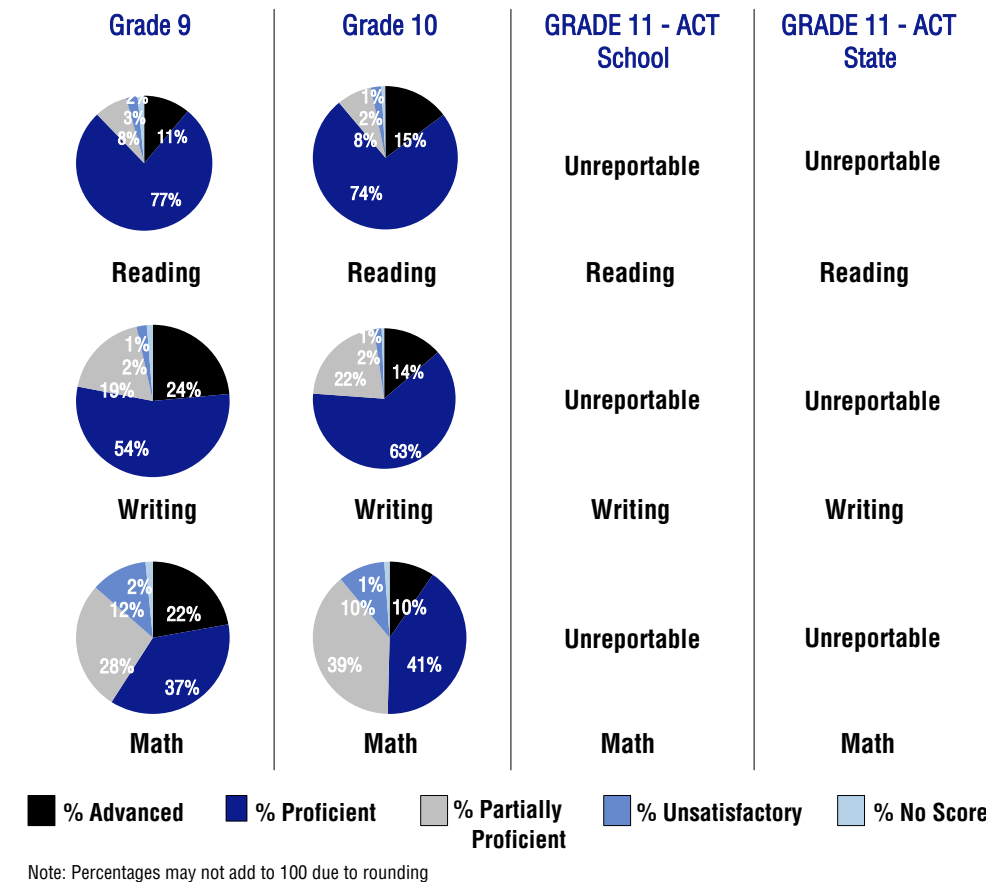 Grade 9
Grade 10
GRADE 11 - ACT
School
GRADE 11 - ACT
State
2%
3%
8%
11%
77%
1%
2%
8%
15%
74%
Unreportable
Unreportable
Reading
Reading
Reading
Reading
1%
2%
19%
24%
54%
1%
2%
22%
14%
63%
Unreportable
Unreportable
Writing
Writing
Writing
Writing
2%
12%
22%
28%
37%
1%
10%
10%
39%
41%
Unreportable
Unreportable
Math
Math
Math
Math
% Advanced
% Proficient
% Partially
Proficient
% Unsatisfactory
% No Score
Note: Percentages may not add to 100 due to rounding